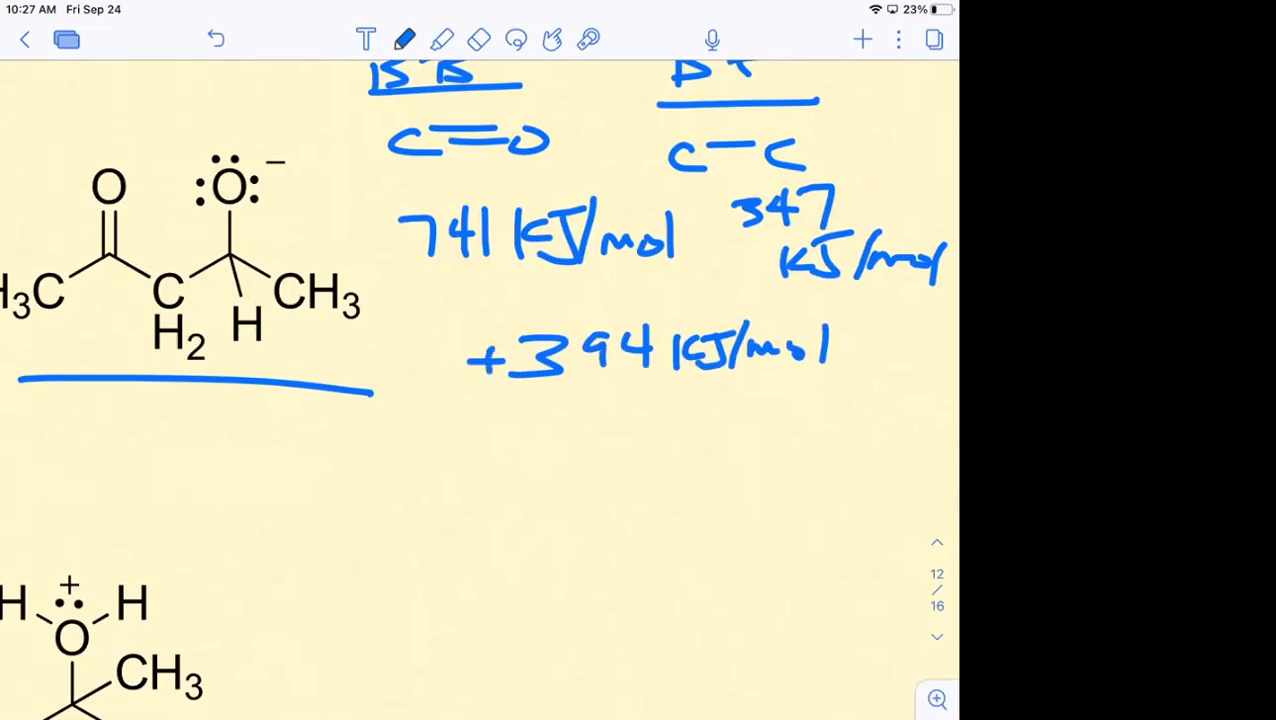 10:27 AM Fri Sep 24
23%
T
C=O
C-C
741 KJ/mol
347
KJ/mol
+394 KJ/mol
O
:Ö: −
H3C
C
H2
H
CH3
12
/
16
+
H Ö H
CH3